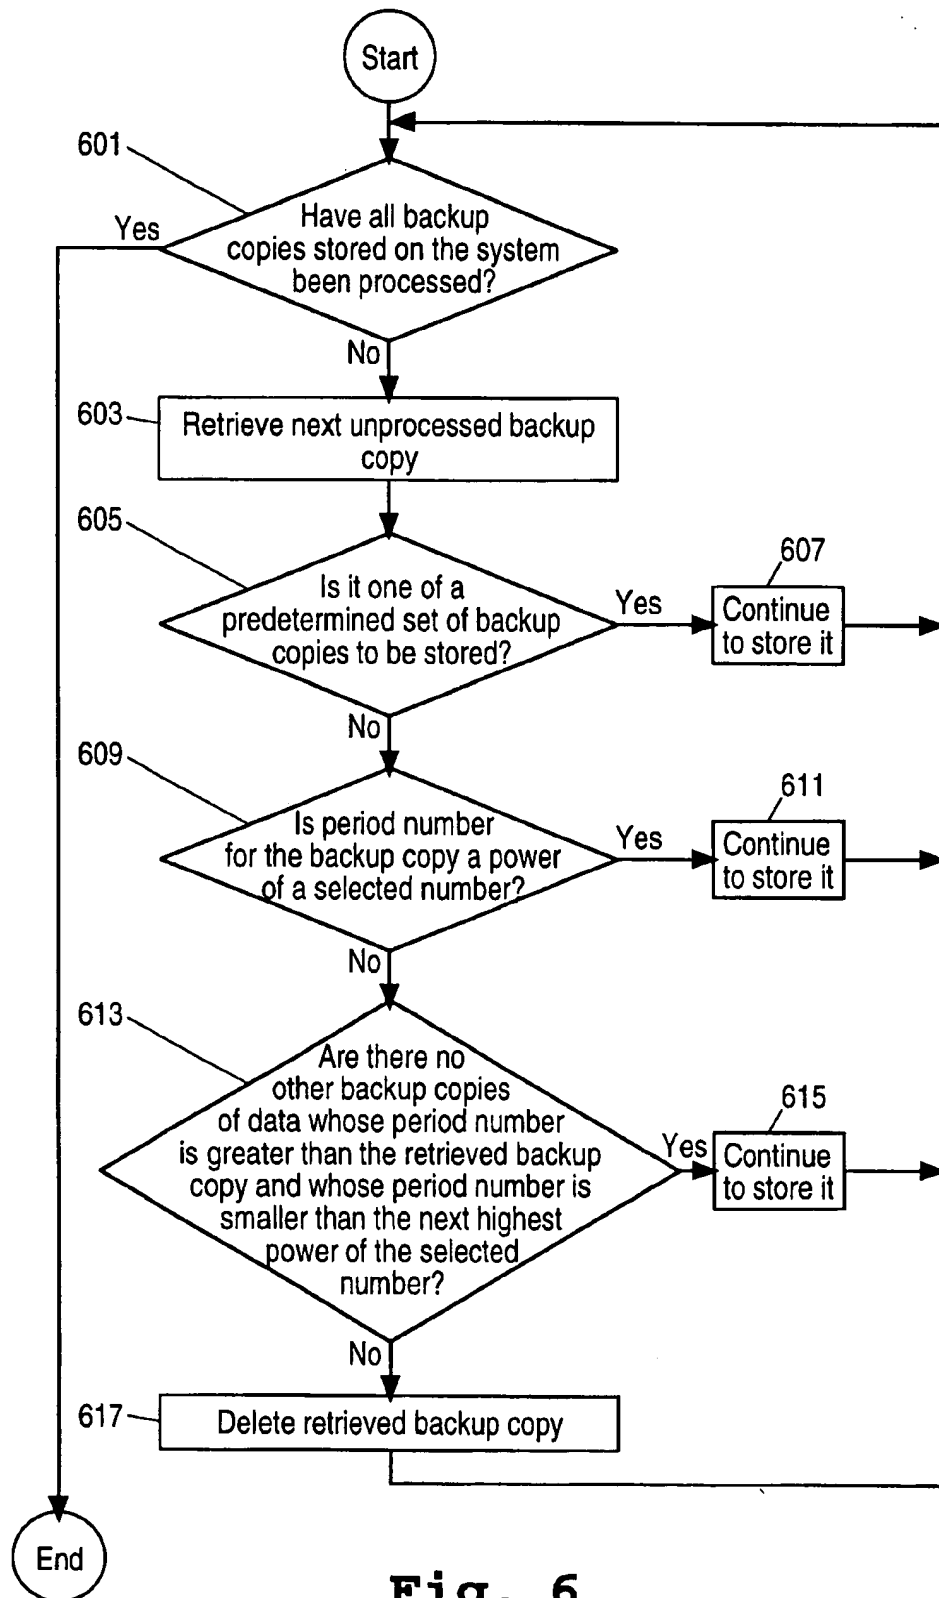 Start
601
Have all backup
copies stored on the system
been processed?
Yes
No
603
Retrieve next unprocessed backup
copy
605
Is it one of a
predetermined set of backup
copies to be stored?
Yes
607
Continue
to store it
No
609
Is period number
for the backup copy a power
of a selected number?
Yes
611
Continue
to store it
No
613
Are there no
other backup copies
of data whose period number
is greater than the retrieved backup
copy and whose period number is
smaller than the next highest
power of the selected
number?
Yes
615
Continue
to store it
No
617
Delete retrieved backup copy
End
Fig. 6